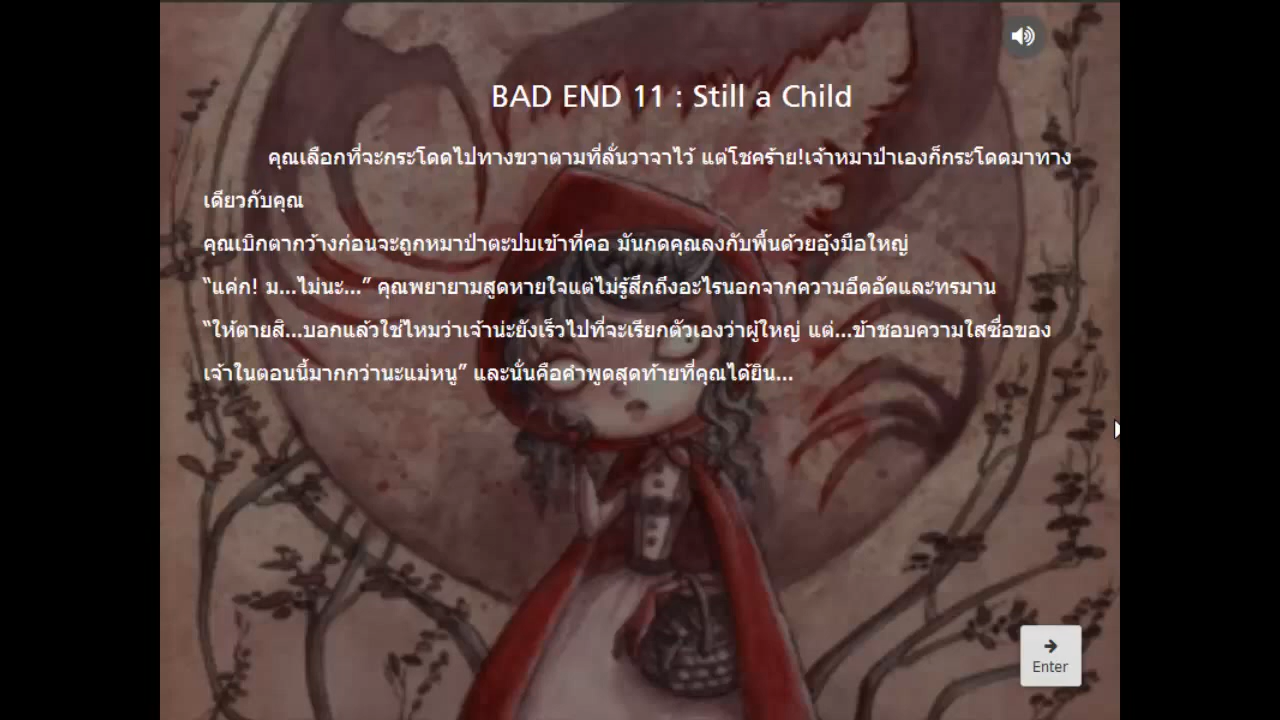 BAD END 11 : Still a Child
คุณเลือกที่จะกระโดดไปทางขวาตามที่ลั่นวาจาไว้ แต่โชคร้าย!เจ้าหมาป่าเองก็กระโดดมาทาง
เดียวกับคุณ
คุณเบิกตากว้างก่อนจะถูกหมาป่าตะปบเข้าที่คอ มันกดคุณลงกับพื้นด้วยอุ้งมือใหญ่
“แค่ก! ม...ไม่นะ...” คุณพยายามสูดหายใจแต่ไม่รู้สึกถึงอะไรนอกจากความอึดอัดและทรมาน
“ให้ตายสิ...บอกแล้วใช่ไหมว่าเจ้าน่ะยังเร็วไปที่จะเรียกตัวเองว่าผู้ใหญ่ แต่...ข้าชอบความใสซื่อของ
เจ้าในตอนนี้มากกว่านะแม่หนู” และนั่นคือคำพูดสุดท้ายที่คุณได้ยิน...
Enter